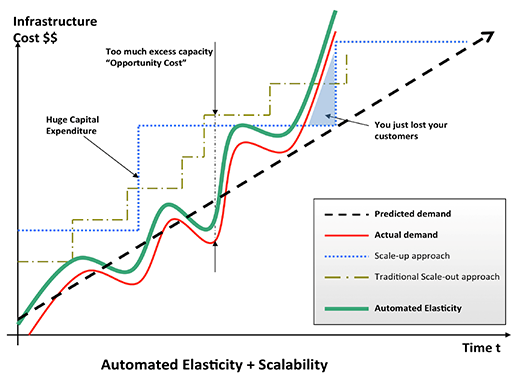 Infrastructure
Cost $$
Too much excess capacity
“Opportunity Cost”
Huge Capital
Expenditure
You just lost your
customers
Predicted demand
Actual demand
Scale-up approach
Traditional Scale-out approach
Automated Elasticity
Time t
Automated Elasticity + Scalability